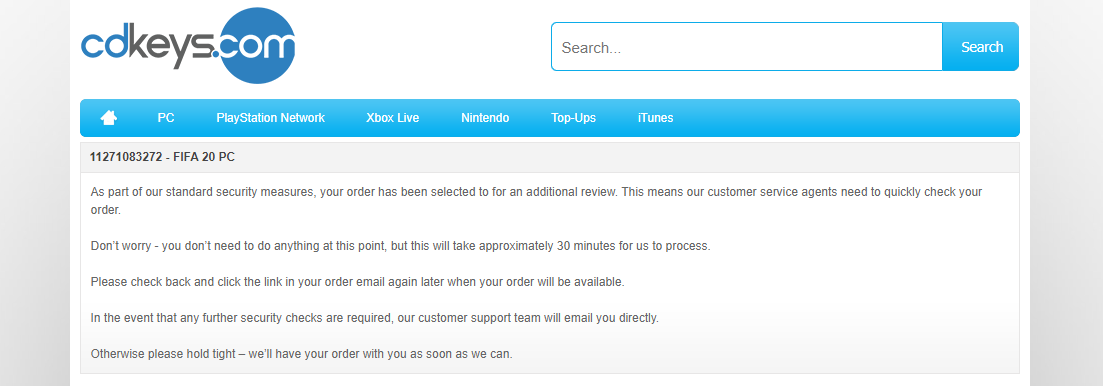 cdkeys.com
Search...
Search
PC
PlayStation Network
Xbox Live
Nintendo
Top-Ups
iTunes
11271083272 - FIFA 20 PC
As part of our standard security measures, your order has been selected to for an additional review. This means our customer service agents need to quickly check your
order.
Don't worry - you don't need to do anything at this point, but this will take approximately 30 minutes for us to process.
Please check back and click the link in your order email again later when your order will be available.
In the event that any further security checks are required, our customer support team will email you directly.
Otherwise please hold tight – we'll have your order with you as soon as we can.